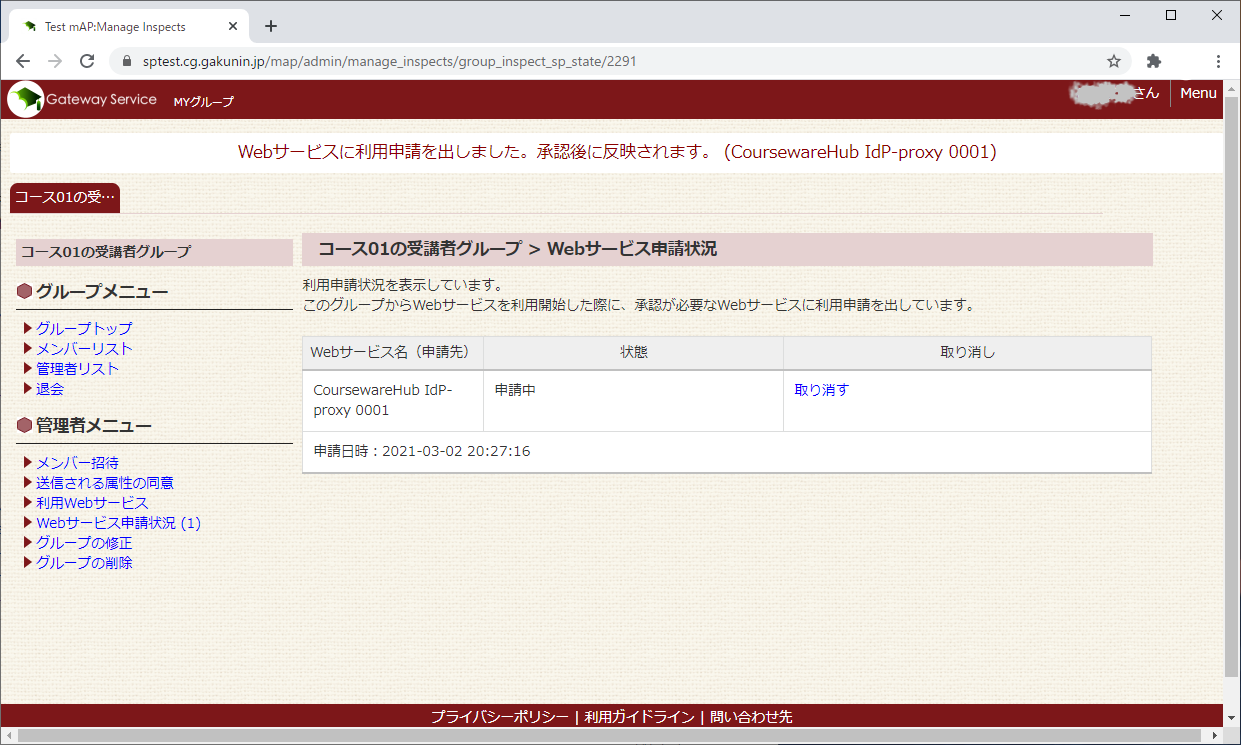 Test mAP:Manage Inspects
sptest.cg.gakunin.jp/map/admin/manage_inspects/group_inspect_sp_state/2291
Gateway Service MYグループ
さん Menu
Webサービスに利用申請を出しました。承認後に反映されます。 (CoursewareHub IdP-proxy 0001)
コース01の受…
コース01の受講者グループ
グループメニュー
グループトップ
メンバーリスト
管理者リスト
退会
管理者メニュー
メンバー招待
送信される属性の同意
利用Webサービス
Webサービス申請状況 (1)
グループの修正
グループの削除
コース01の受講者グループ > Webサービス申請状況
利用申請状況を表示しています。
このグループからWebサービスを利用開始した際に、承認が必要なWebサービスに利用申請を出しています。
Webサービス名（申請先） 状態 取り消し
CoursewareHub IdP-
proxy 0001 申請中 取り消す
申請日時：2021-03-02 20:27:16
プライバシーポリシー | 利用ガイドライン | 問い合わせ先